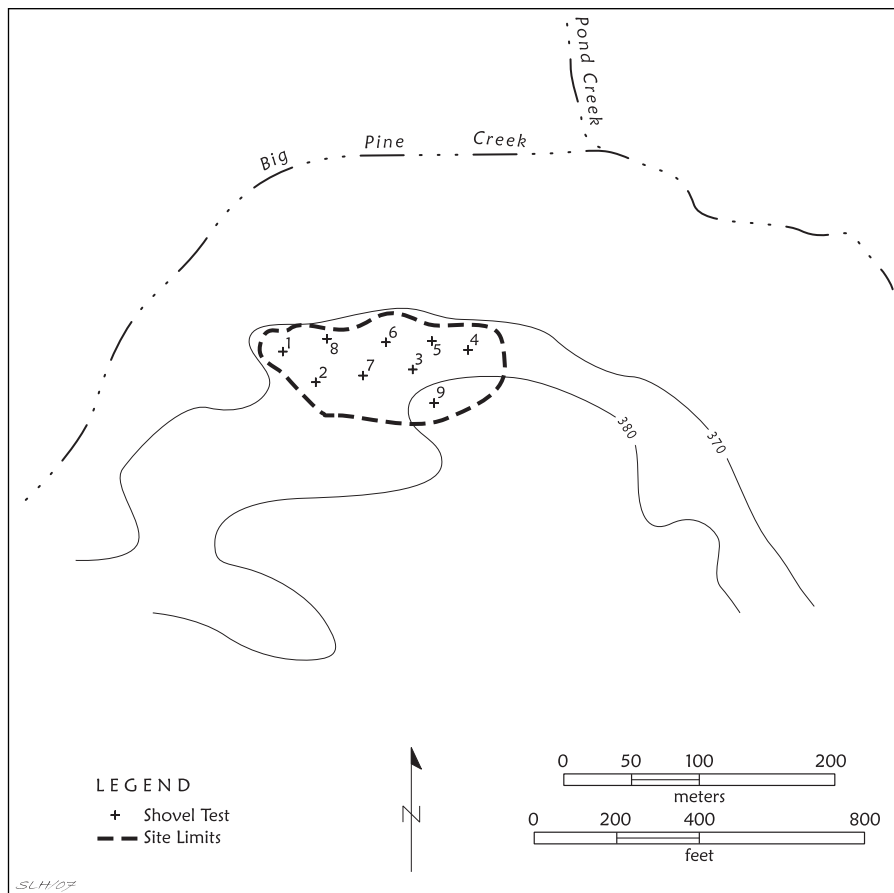 Pond Creek
Big Pine Creek
1
8
6
5
4
2
7
3
9
380
370
LEGEND
+ Shovel Test
Site Limits
N
0 50 100 200
meters
0 200 400 800
feet
SLH/07